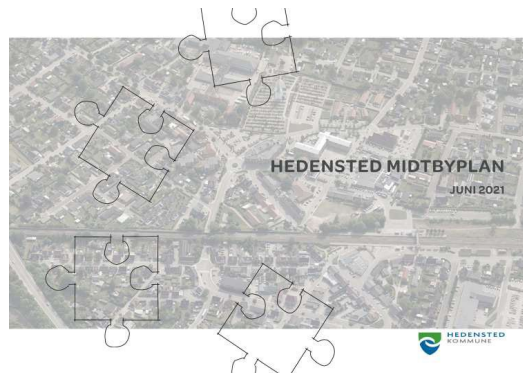 HEDENSTED MIDTBYPLAN
JUNI 2021
HEDENSTED
KOMMUNE